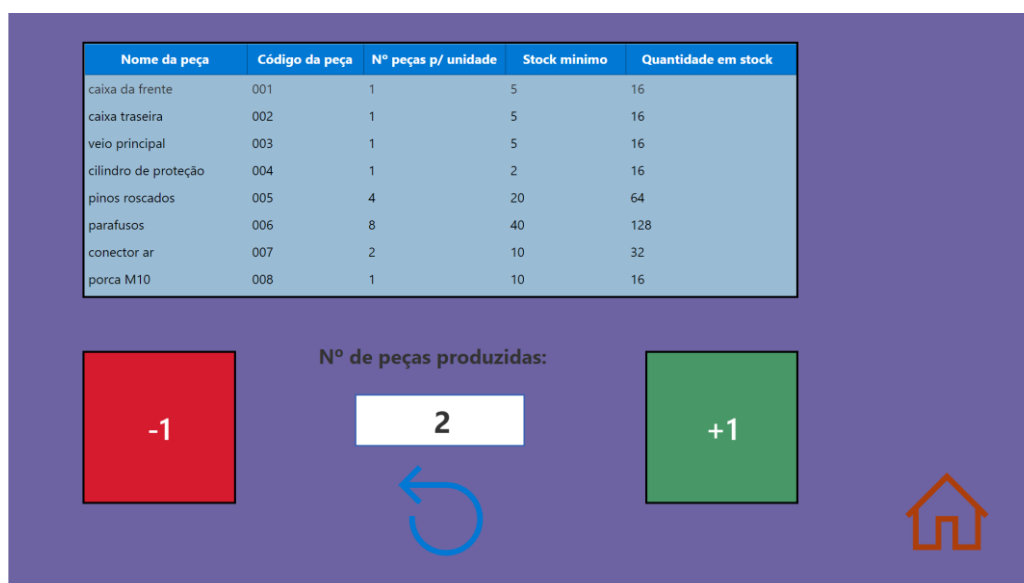 Nome da peça Código da peça Nº peças p/ unidade Stock minimo Quantidade em stock
caixa da frente 001 1 5 16
caixa traseira 002 1 5 16
veio principal 003 1 5 16
cilindro de proteção 004 1 2 16
pinos roscados 005 4 20 64
parafusos 006 8 40 128
conector ar 007 2 10 32
porca M10 008 1 10 16
Nº de peças produzidas:
-1 2 +1